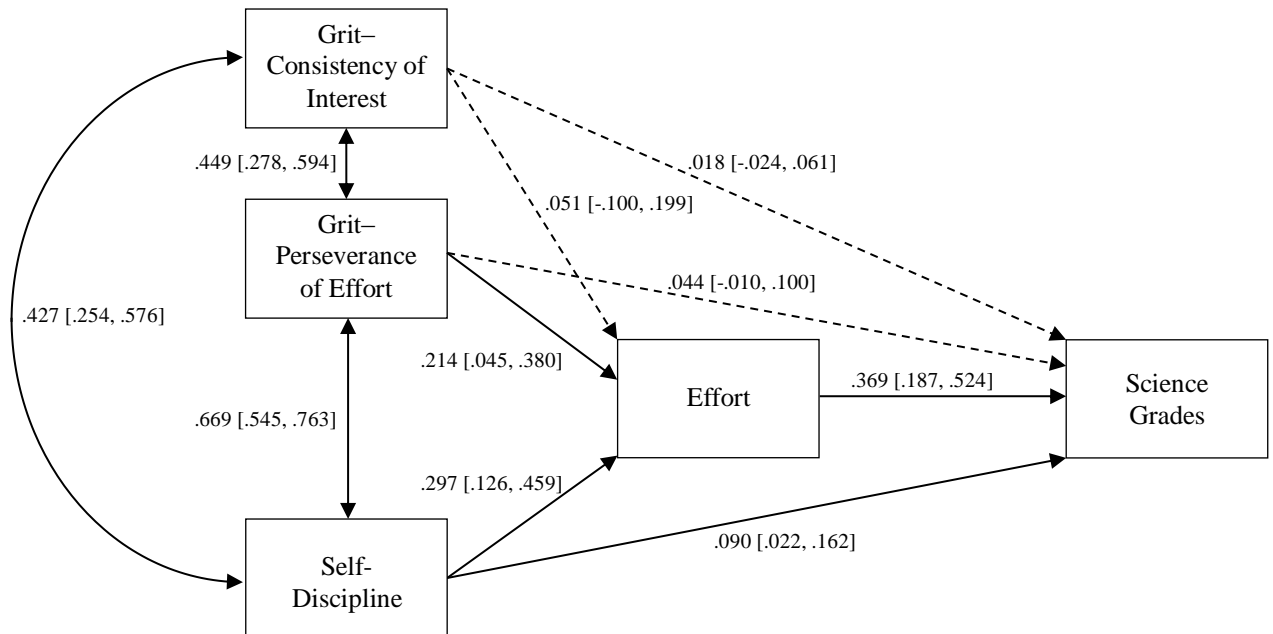 Grit–
Consistency of
Interest
.449 [.278, .594]
.018 [-.024, .061]
.051 [-.100, .199]
Grit–
Perseverance
of Effort
.044 [-.010, .100]
.427 [.254, .576]
.214 [.045, .380]
.369 [.187, .524]
Effort
Science
Grades
.669 [.545, .763]
.297 [.126, .459]
.090 [.022, .162]
Self-
Discipline